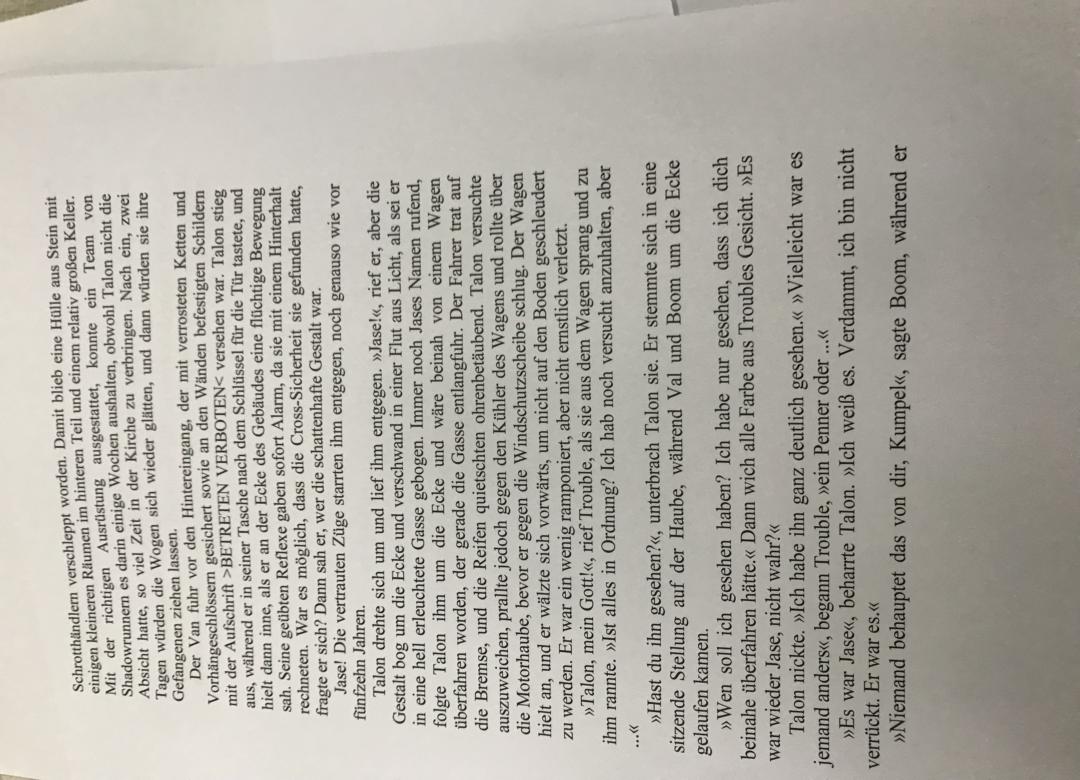 Schrotthändlern verschleppt worden. Damit blieb eine Hülle aus Stein mit
einigen kleineren Räumen im hinteren Teil und einem relativ großen Keller.
Mit der richtigen Ausrüstung ausgestattet, konnte ein Team von
Shadowrunnern es darin einige Wochen aushalten, obwohl Talon nicht die
Absicht hatte, so viel Zeit in der Kirche zu verbringen. Nach ein, zwei
Tagen würden die Wogen sich wieder glätten, und dann würden sie ihre
Gefangenen ziehen lassen.
Der Van fuhr vor den Hintereingang, der mit verrosteten Ketten und
Vorhängeschlössern gesichert sowie an den Wänden befestigten Schildern
mit der Aufschrift >BETRETEN VERBOTEN< versehen war. Talon stieg
aus, während er in seiner Tasche nach dem Schlüssel für die Tür tastete, und
hielt dann inne, als er an der Ecke des Gebäudes eine flüchtige Bewegung
sah. Seine geübten Reflexe gaben sofort Alarm, da sie mit einem Hinterhalt
rechneten. War es möglich, dass die Cross-Sicherheit sie gefunden hatte,
fragte er sich? Dann sah er, wer die schattenhafte Gestalt war.
Jase! Die vertrauten Züge starrten ihm entgegen, noch genauso wie vor
fünfzehn Jahren.
Talon drehte sich um und lief ihm entgegen. »Jase!«, rief er, aber die
Gestalt bog um die Ecke und verschwand in einer Flut aus Licht, als sei er
in eine hell erleuchtete Gasse gebogen. Immer noch Jases Namen rufend,
folgte Talon ihm um die Ecke und wäre beinah von einem Wagen
überfahren worden, der gerade die Gasse entlangfuhr. Der Fahrer trat auf
die Bremse, und die Reifen quietschten ohrenbetäubend. Talon versuchte
auszuweichen, prallte jedoch gegen den Kühler des Wagens und rollte über
die Motorhaube, bevor er gegen die Windschutzscheibe schlug. Der Wagen
hielt an, und er wälzte sich vorwärts, um nicht auf den Boden geschleudert
zu werden. Er war ein wenig ramponiert, aber nicht ernstlich verletzt.
»Talon, mein Gott!«, rief Trouble, als sie aus dem Wagen sprang und zu
ihm rannte. »Ist alles in Ordnung? Ich hab noch versucht anzuhalten, aber
...«
»Hast du ihn gesehen?«, unterbrach Talon sie. Er stemmte sich in eine
sitzende Stellung auf der Haube, während Val und Boom um die Ecke
gelaufen kamen.
»Wen soll ich gesehen haben? Ich habe nur gesehen, dass ich dich
beinahe überfahren hätte.« Dann wich alle Farbe aus Troubles Gesicht. »Es
war wieder Jase, nicht wahr?«
Talon nickte. »Ich habe ihn ganz deutlich gesehen.« »Vielleicht war es
jemand anders«, begann Trouble, »ein Penner oder ...«
»Es war Jase«, beharrte Talon. »Ich weiß es. Verdammt, ich bin nicht
verrückt. Er war es.«
»Niemand behauptet das von dir, Kumpel«, sagte Boom, während er